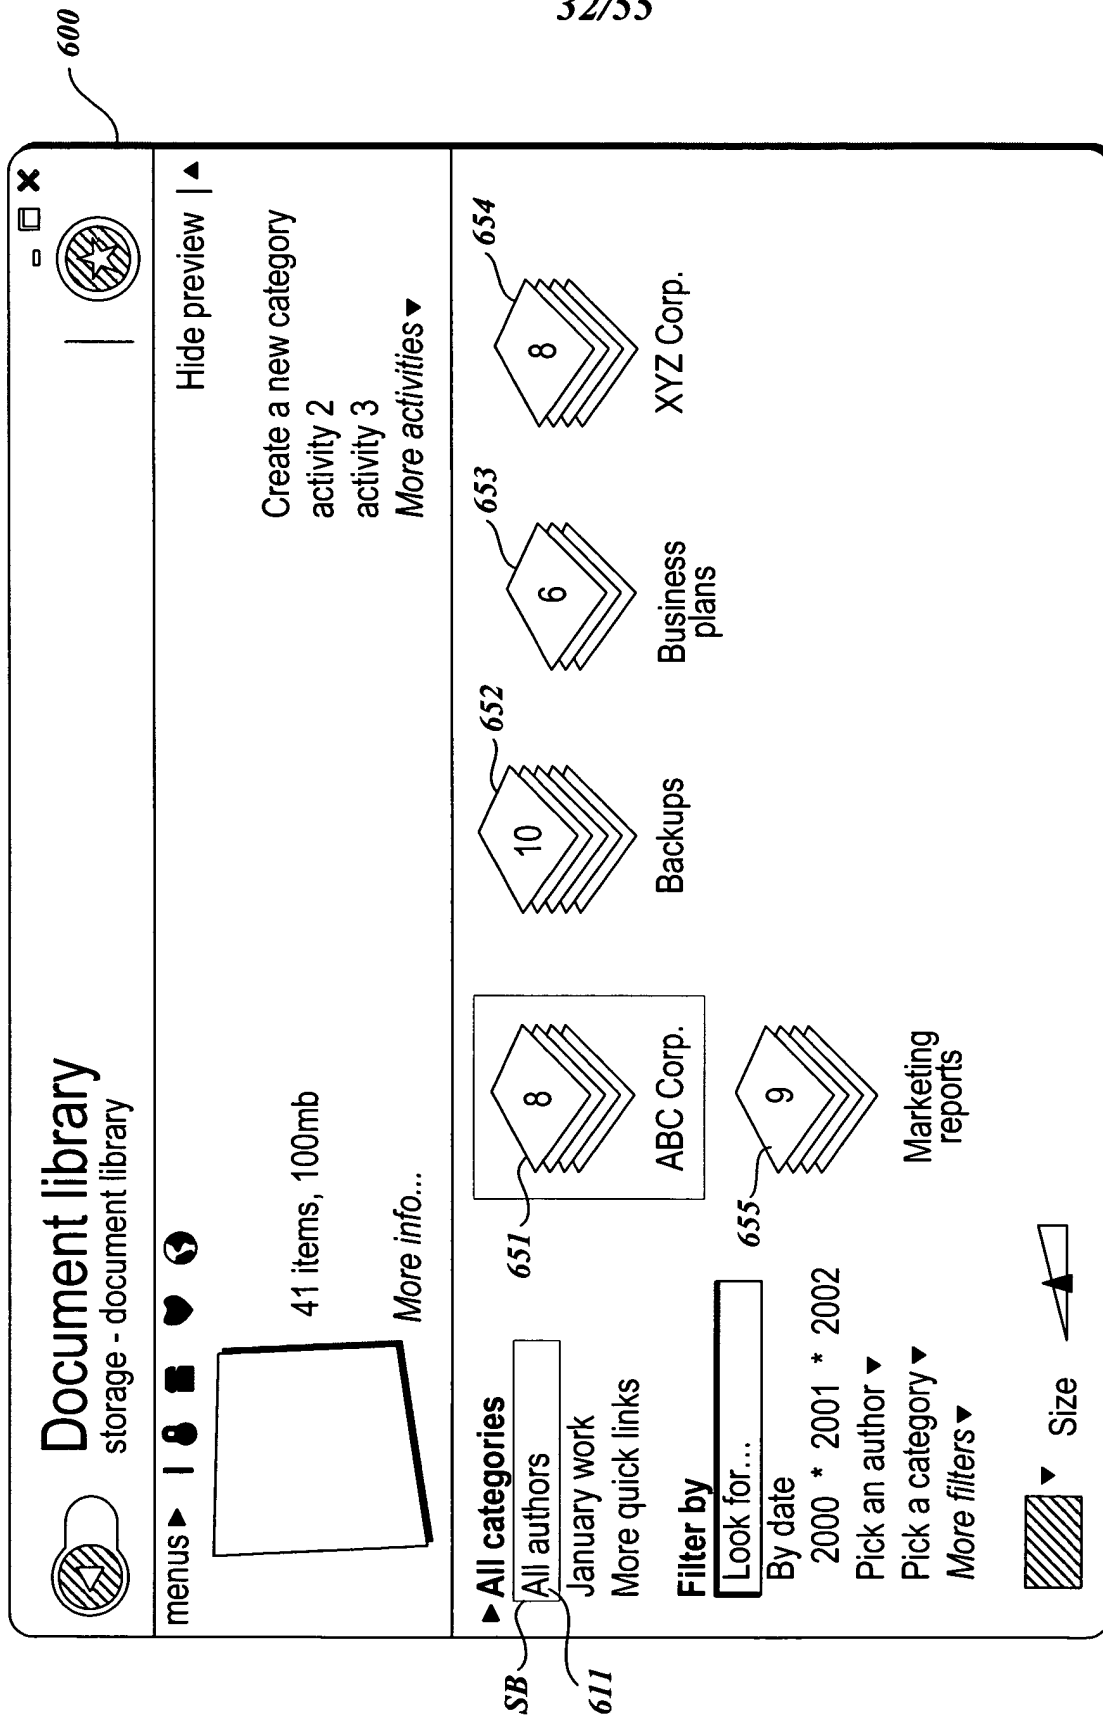 32/55
600
Document library
storage - document library
menus
Hide preview
41 items, 100mb
More info...
Create a new category
activity 2
activity 3
More activities
SB
611
All categories
All authors
January work
More quick links
Filter by
Look for...
By date
2000 * 2001 * 2002
Pick an author
Pick a category
More filters
Size
651
8
ABC Corp.
652
10
Backups
653
6
Business
plans
654
8
XYZ Corp.
655
9
Marketing
reports